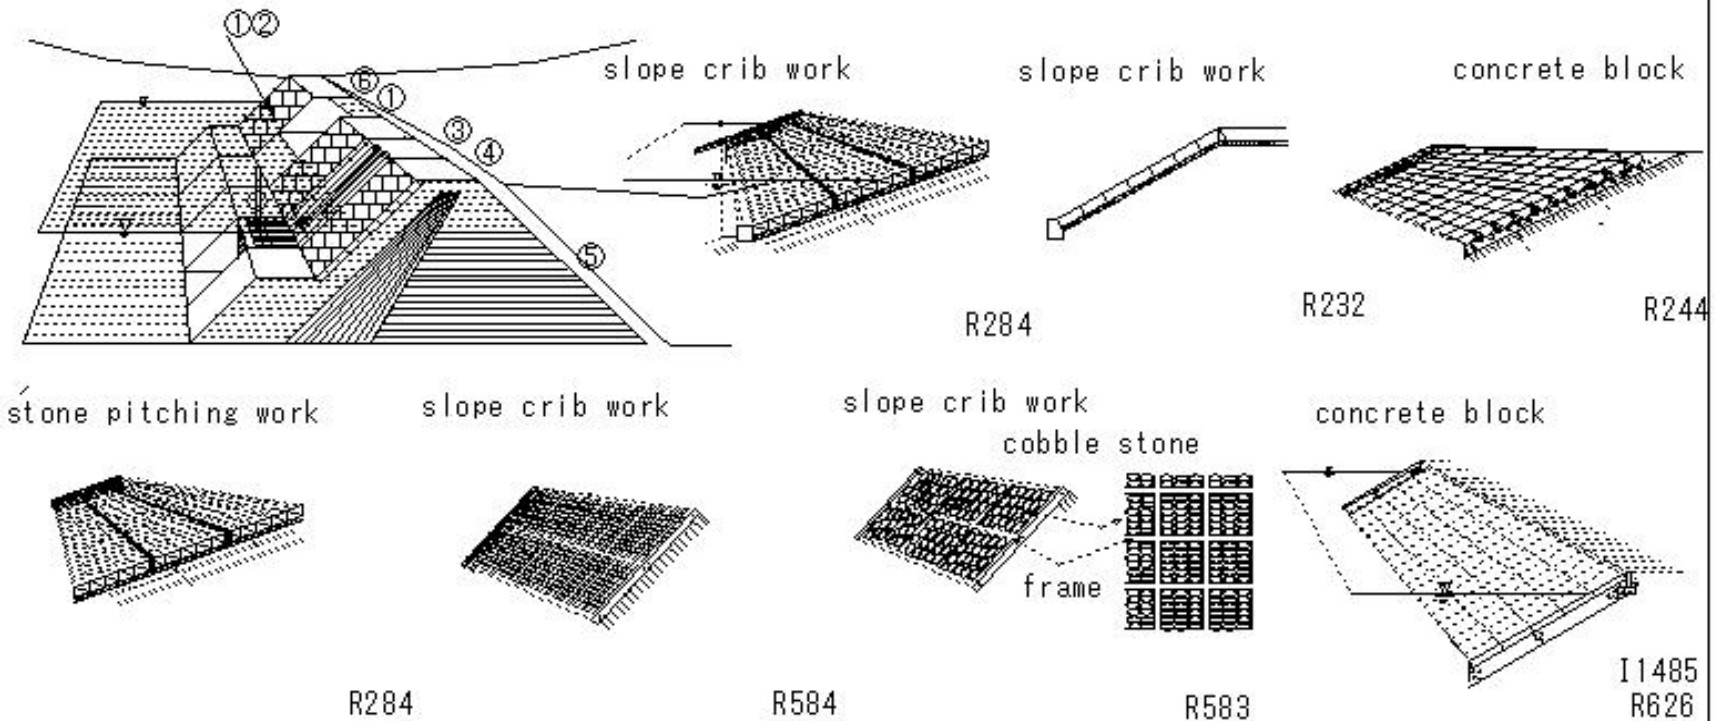 ①②
⑥
①
③
④
⑤
slope crib work
slope crib work
concrete block
R284
R232
R244
stone pitching work
slope crib work
slope crib work
concrete block
cobble stone
frame
R284
R584
R583
I1485
R626